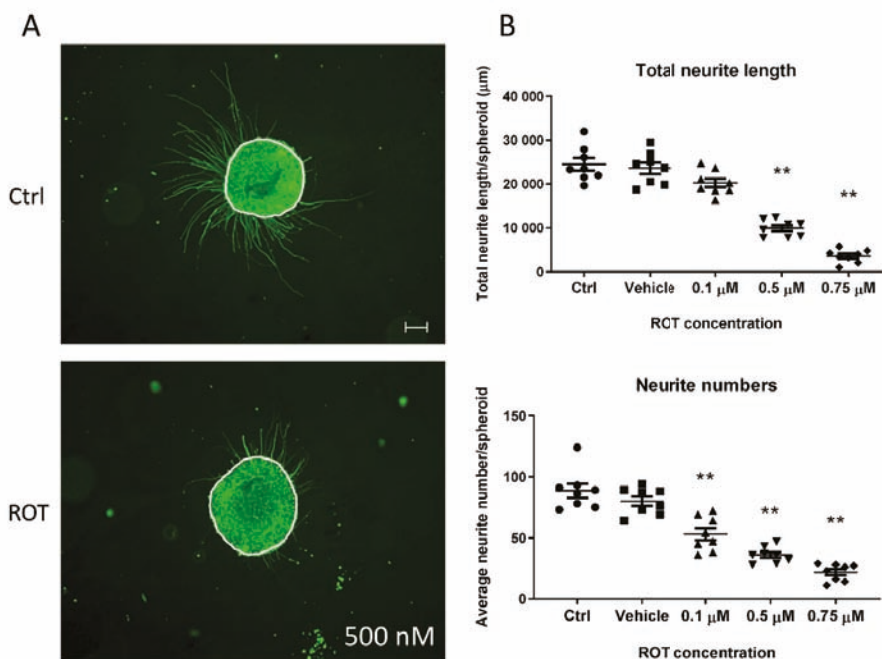 A
Ctrl
ROT
500 nM
B
Total neurite length
Total neurite length/spheroid (μm)
40 000
30 000
20 000
10 000
0
**
**
Ctrl Vehicle 0.1 μM 0.5 μM 0.75 μM
ROT concentration
Neurite numbers
Average neurite number/spheroid
150
100
50
0
**
**
**
Ctrl Vehicle 0.1 μM 0.5 μM 0.75 μM
ROT concentration